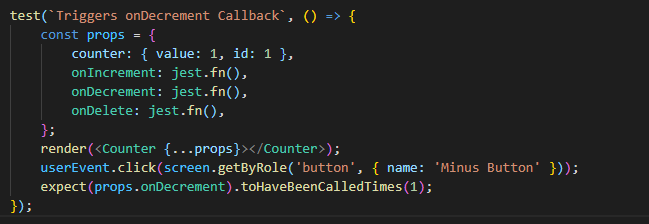 test(`Triggers onDecrement Callback`, () => {
    const props = {
        counter: { value: 1, id: 1 },
        onIncrement: jest.fn(),
        onDecrement: jest.fn(),
        onDelete: jest.fn(),
    };
    render(<Counter {...props}></Counter>);
    userEvent.click(screen.getByRole('button', { name: 'Minus Button' }));
    expect(props.onDecrement).toHaveBeenCalledTimes(1);
});